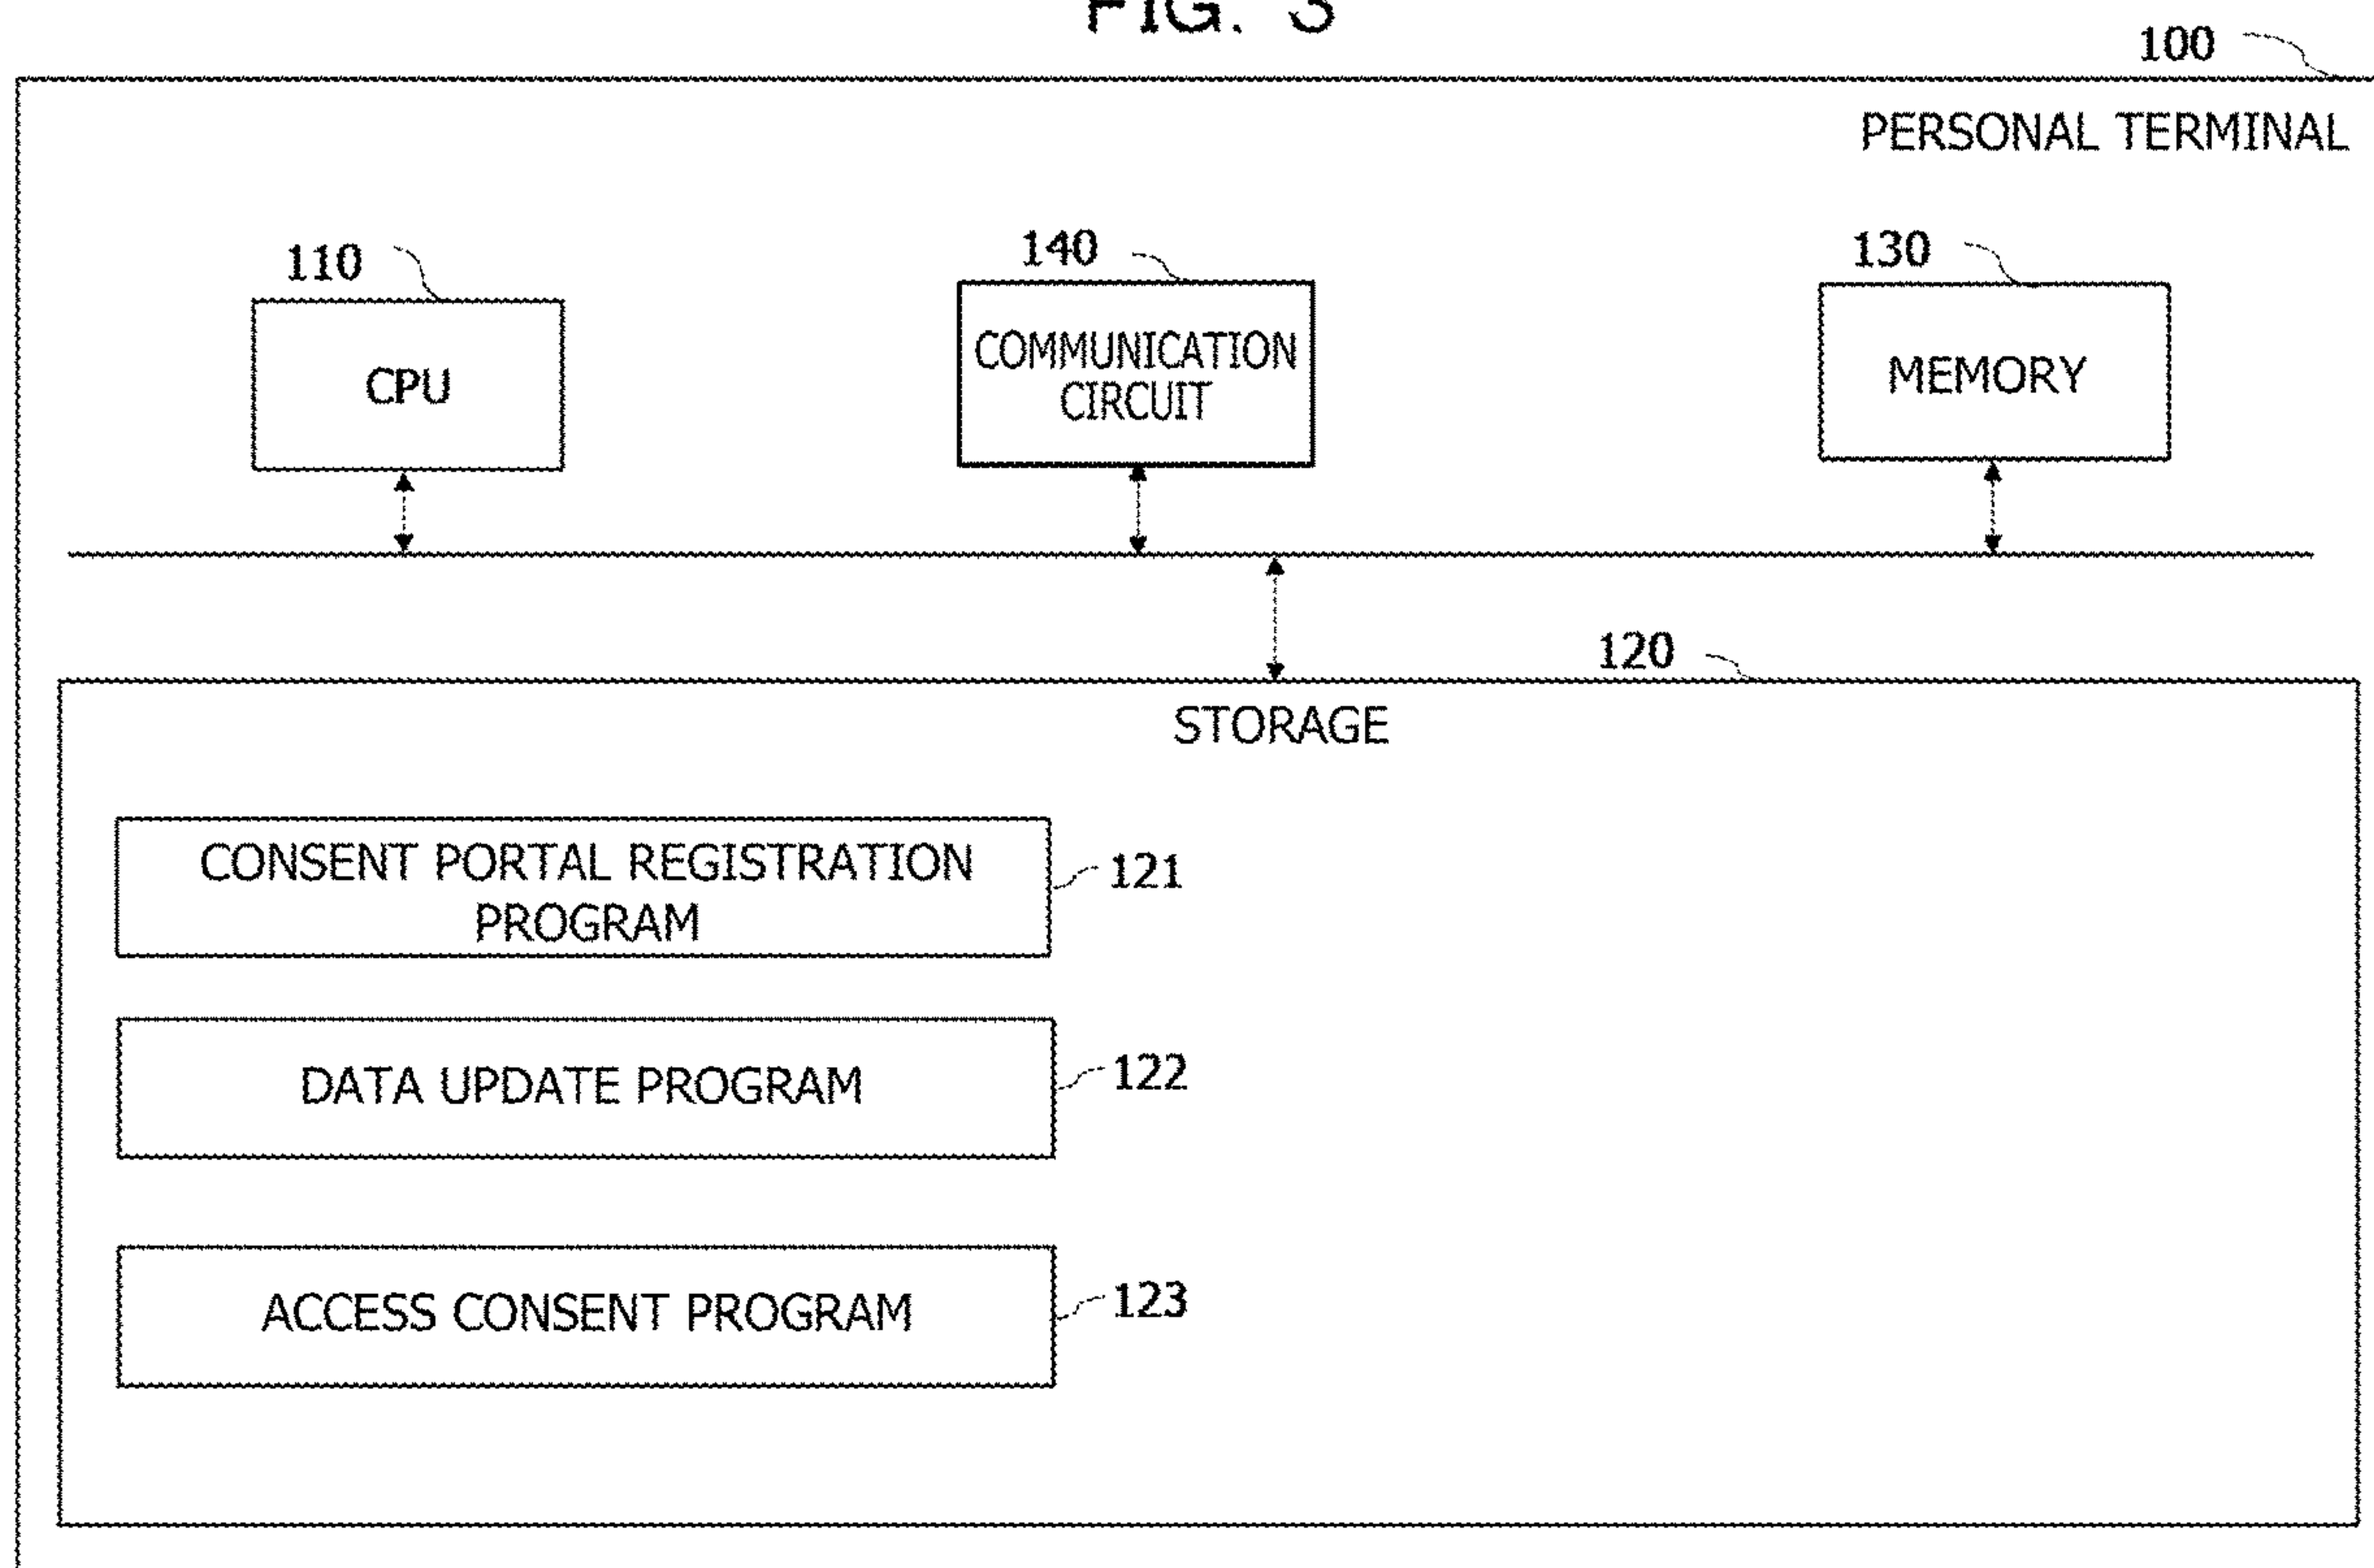 FIG. 3
100
PERSONAL TERMINAL
110
140
130
CPU
COMMUNICATION
CIRCUIT
MEMORY
120
STORAGE
CONSENT PORTAL REGISTRATION
PROGRAM
121
DATA UPDATE PROGRAM
122
ACCESS CONSENT PROGRAM
123